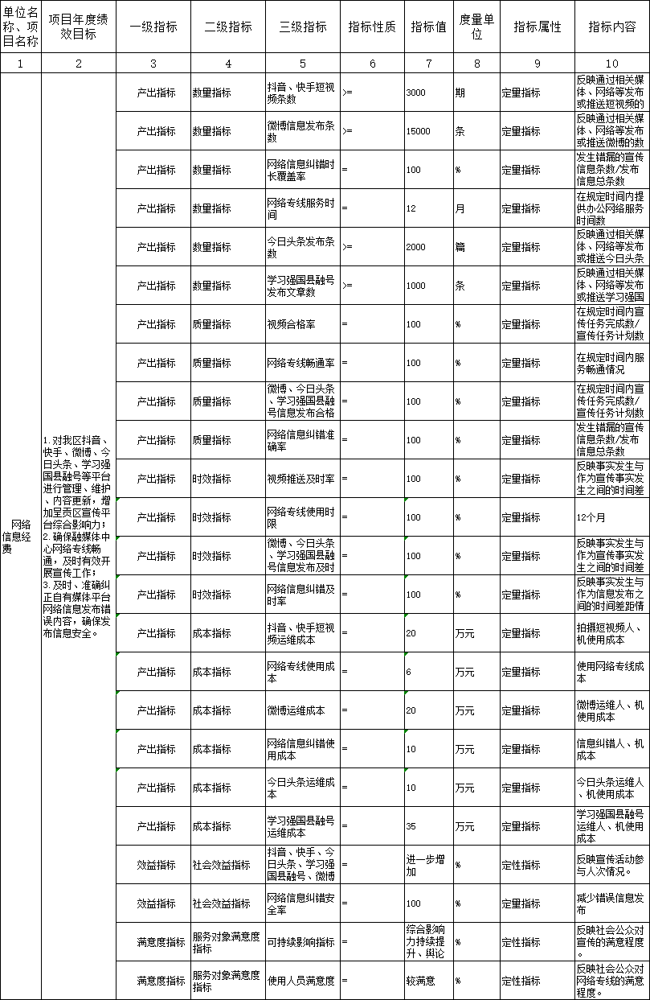 单位名称、项目名称 项目年度绩效目标 一级指标 二级指标 三级指标 指标性质 指标值 度量单位 指标属性 指标内容
1 2 3 4 5 6 7 8 9 10
网络信息经费
1.对我区抖音、
快手、微博、今
日头条、学习强
国县融号等平台
进行管理、维护
、内容更新，增
加呈贡区宣传平
台综合影响力；
2.确保融媒体中
心网络专线畅
通，及时有效开
展宣传工作；
3.及时、准确纠
正自有媒体平台
网络信息发布错
误内容，确保发
布信息安全。
产出指标 数量指标 抖音、快手短视频条数 >= 3000 期 定量指标 反映通过相关媒体、网络等发布或推送短视频的
产出指标 数量指标 微博信息发布条数 >= 15000 条 定量指标 反映通过相关媒体、网络等发布或推送微博的数
产出指标 数量指标 网络信息纠错时长覆盖率 = 100 % 定量指标 发生错漏的宣传信息条数/发布信息总条数
产出指标 数量指标 网络专线服务时间 = 12 月 定量指标 在规定时间内提供办公网络服务时间数
产出指标 数量指标 今日头条发布条数 >= 2000 篇 定量指标 反映通过相关媒体、网络等发布或推送今日头条
产出指标 数量指标 学习强国县融号发布文章数 >= 1000 条 定量指标 反映通过相关媒体、网络等发布或推送学习强国
产出指标 质量指标 视频合格率 = 100 % 定量指标 在规定时间内宣传任务完成数/宣传任务计划数
产出指标 质量指标 网络专线畅通率 = 100 % 定量指标 在规定时间内服务畅通情况
产出指标 质量指标 微博、今日头条、学习强国县融号信息发布合格 = 100 % 定量指标 在规定时间内宣传任务完成数/宣传任务计划数
产出指标 质量指标 网络信息纠错准确率 = 100 % 定量指标 发生错漏的宣传信息条数/发布信息总条数
产出指标 时效指标 视频推送及时率 = 100 % 定量指标 反映事实发生与作为宣传事实发生之间的时间差
产出指标 时效指标 网络专线使用时限 = 100 % 定量指标 12个月
产出指标 时效指标 微博、今日头条、学习强国县融号信息发布及时 = 100 % 定量指标 反映事实发生与作为宣传事实发生之间的时间差
产出指标 时效指标 网络信息纠错及时率 = 100 % 定量指标 反映事实发生与作为信息发布之间的时间差距情
产出指标 成本指标 抖音、快手短视频运维成本 = 20 万元 定量指标 拍摄短视频人、机使用成本
产出指标 成本指标 网络专线使用成本 = 6 万元 定量指标 使用网络专线成本
产出指标 成本指标 微博运维成本 = 20 万元 定量指标 微博运维人、机使用成本
产出指标 成本指标 网络信息纠错使用成本 = 10 万元 定量指标 信息纠错人、机成本
产出指标 成本指标 今日头条运维成本 = 10 万元 定量指标 今日头条运维人、机使用成本
产出指标 成本指标 学习强国县融号运维成本 = 35 万元 定量指标 学习强国县融号运维人、机使用成本
效益指标 社会效益指标 抖音、快手、今日头条、学习强国县融号、微博 = 进一步增加 % 定性指标 反映宣传活动参与人次情况。
效益指标 社会效益指标 网络信息纠错安全率 = 100 % 定量指标 减少错误信息发布
满意度指标 服务对象满意度指标 可持续影响指标 = 综合影响力持续提升、舆论 % 定性指标 反映社会公众对宣传的满意程度。
满意度指标 服务对象满意度指标 使用人员满意度 = 较满意 % 定性指标 反映社会公众对网络专线的满意程度。